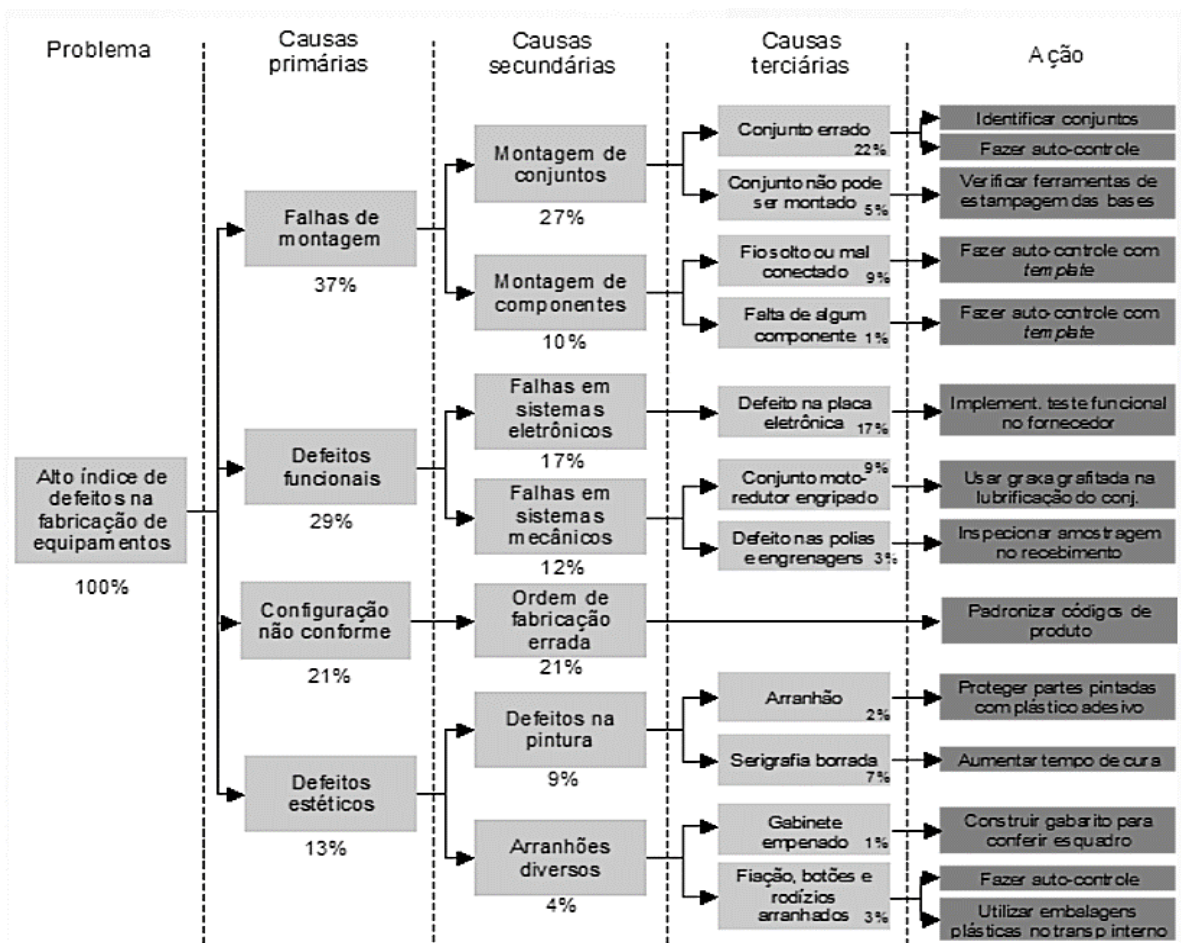 Problema
Causas
primárias
Causas
secundárias
Causas
terciárias
Ação
Alto índice de
defeitos na
fabricação de
equipamentos
100%
Falhas de
montagem
37%
Montagem de
conjuntos
27%
Conjunto errado
22%
Identificar conjuntos
Fazer auto-controle
Conjunto não pode
ser montado 5%
Verificar ferramentas de
estampagem das bases
Montagem de
componentes
10%
Fio solto ou mal
conectado 9%
Fazer auto-controle com
template
Falta de algum
componente 1%
Fazer auto-controle com
template
Defeitos
funcionais
29%
Falhas em
sistemas
eletrônicos
17%
Defeito na placa
eletrônica 17%
Implement. teste funcional
no fornecedor
Falhas em
sistemas
mecânicos
12%
9%
Conjunto moto-
redutor engripado
Usar graxa grafitada na
lubrificação do conj.
Defeito nas polias
e engrenagens 3%
Inspecionar amostragem
no recebimento
Configuração
não conforme
21%
Ordem de
fabricação
errada
21%
Padronizar códigos de
produto
Defeitos
estéticos
13%
Defeitos na
pintura
9%
Arranhão
2%
Proteger partes pintadas
com plástico adesivo
Serigrafia borrada
7%
Aumentar tempo de cura
Arranhões
diversos
4%
Gabinete
empenado 1%
Construir gabarito para
conferir esquadro
Fiação, botões e
rodízios
arranhados 3%
Fazer auto-controle
Utilizar embalagens
plásticas no transp interno